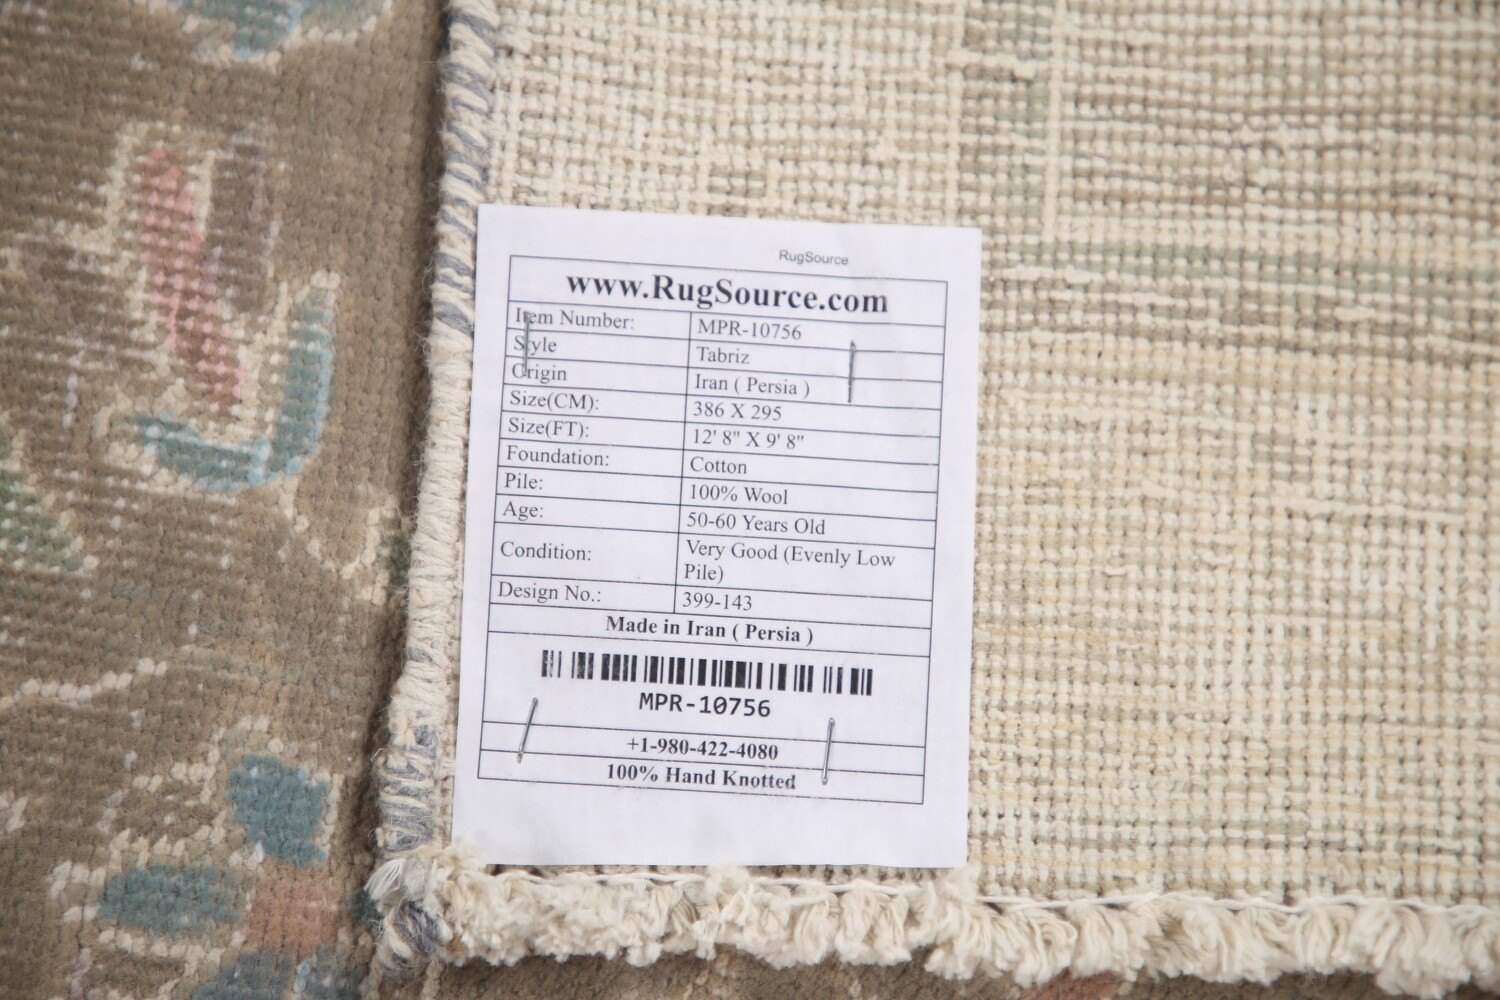 RugSource
www.RugSource.com
Item Number: MPR-10756
Style Tabriz
Origin Iran ( Persia )
Size(CM): 386 X 295
Size(FT): 12' 8" X 9' 8"
Foundation: Cotton
Pile: 100% Wool
Age: 50-60 Years Old
Condition: Very Good (Evenly Low
Pile)
Design No.: 399-143
Made in Iran ( Persia )
MPR-10756
+1-980-422-4080
100% Hand Knotted